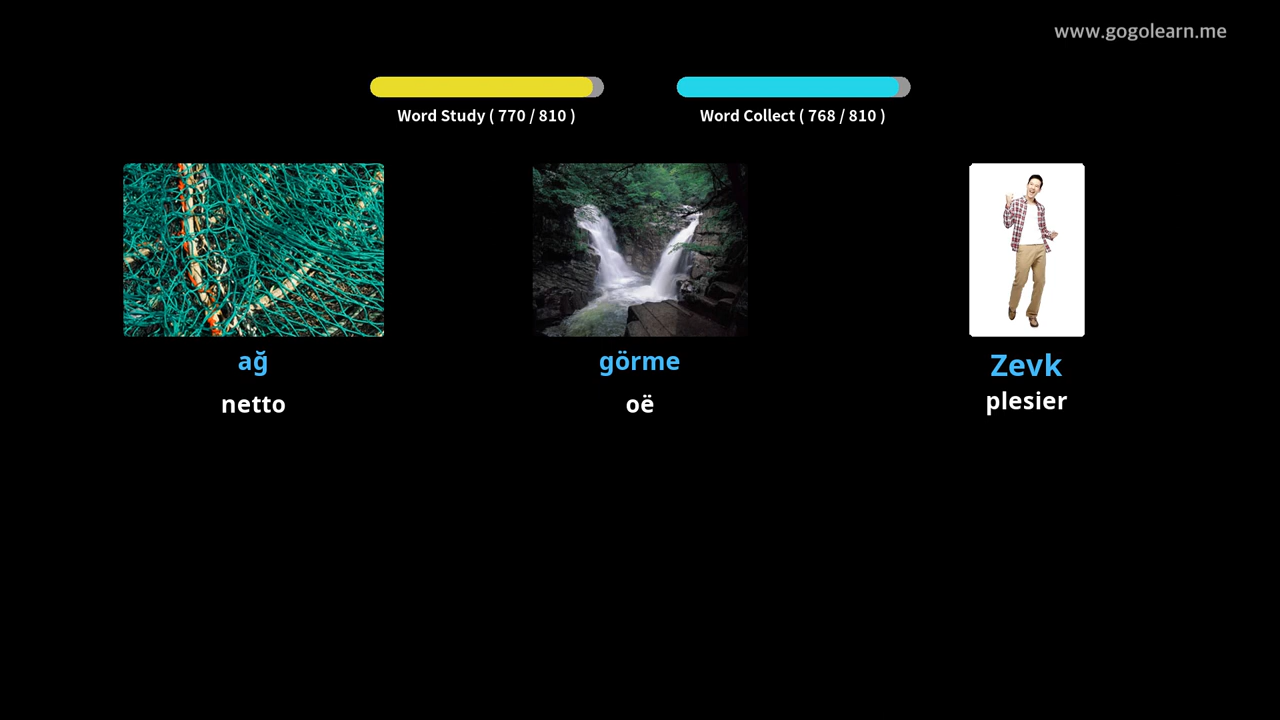 www.gogolearn.me
Word Study ( 770 / 810 )
Word Collect ( 768 / 810 )
ağ
görme
Zevk
netto
oë
plesier